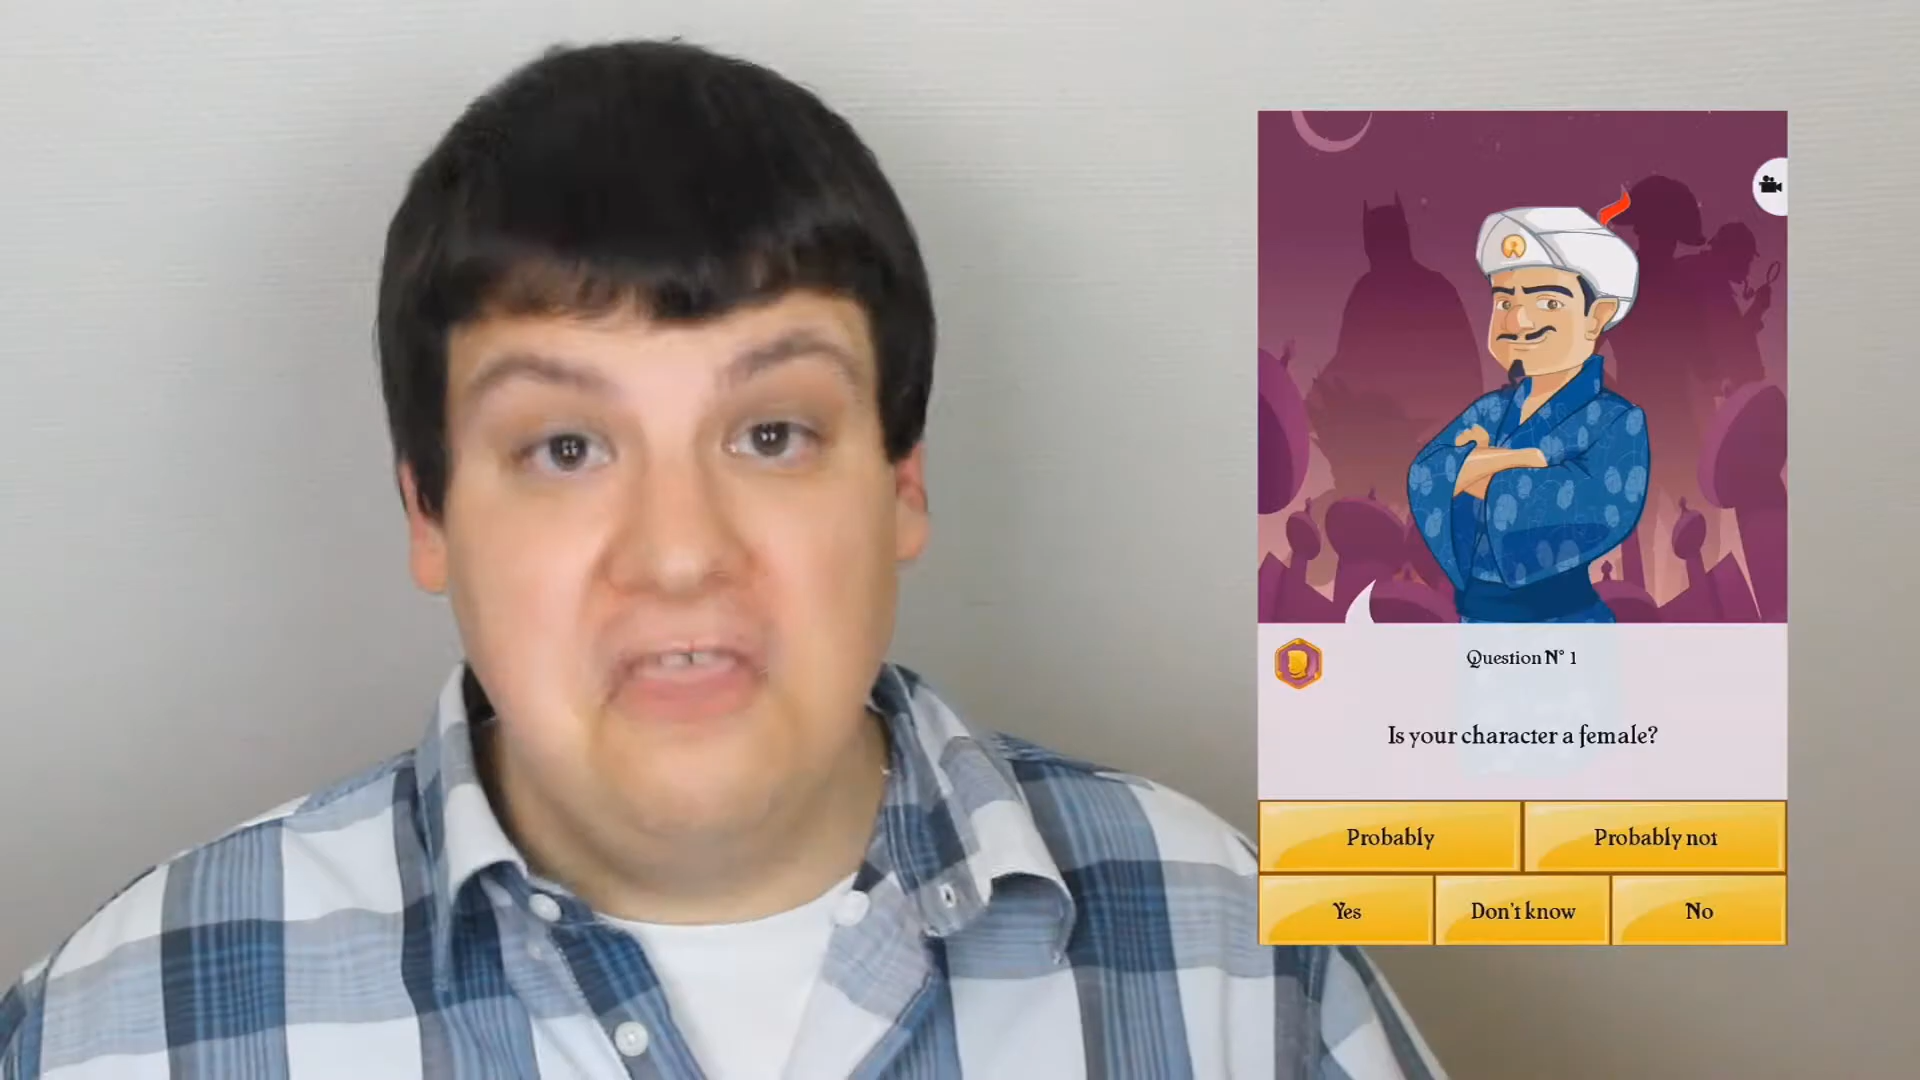 Question N° 1
Is your character a female?
Probably
Probably not
Yes
Don't know
No